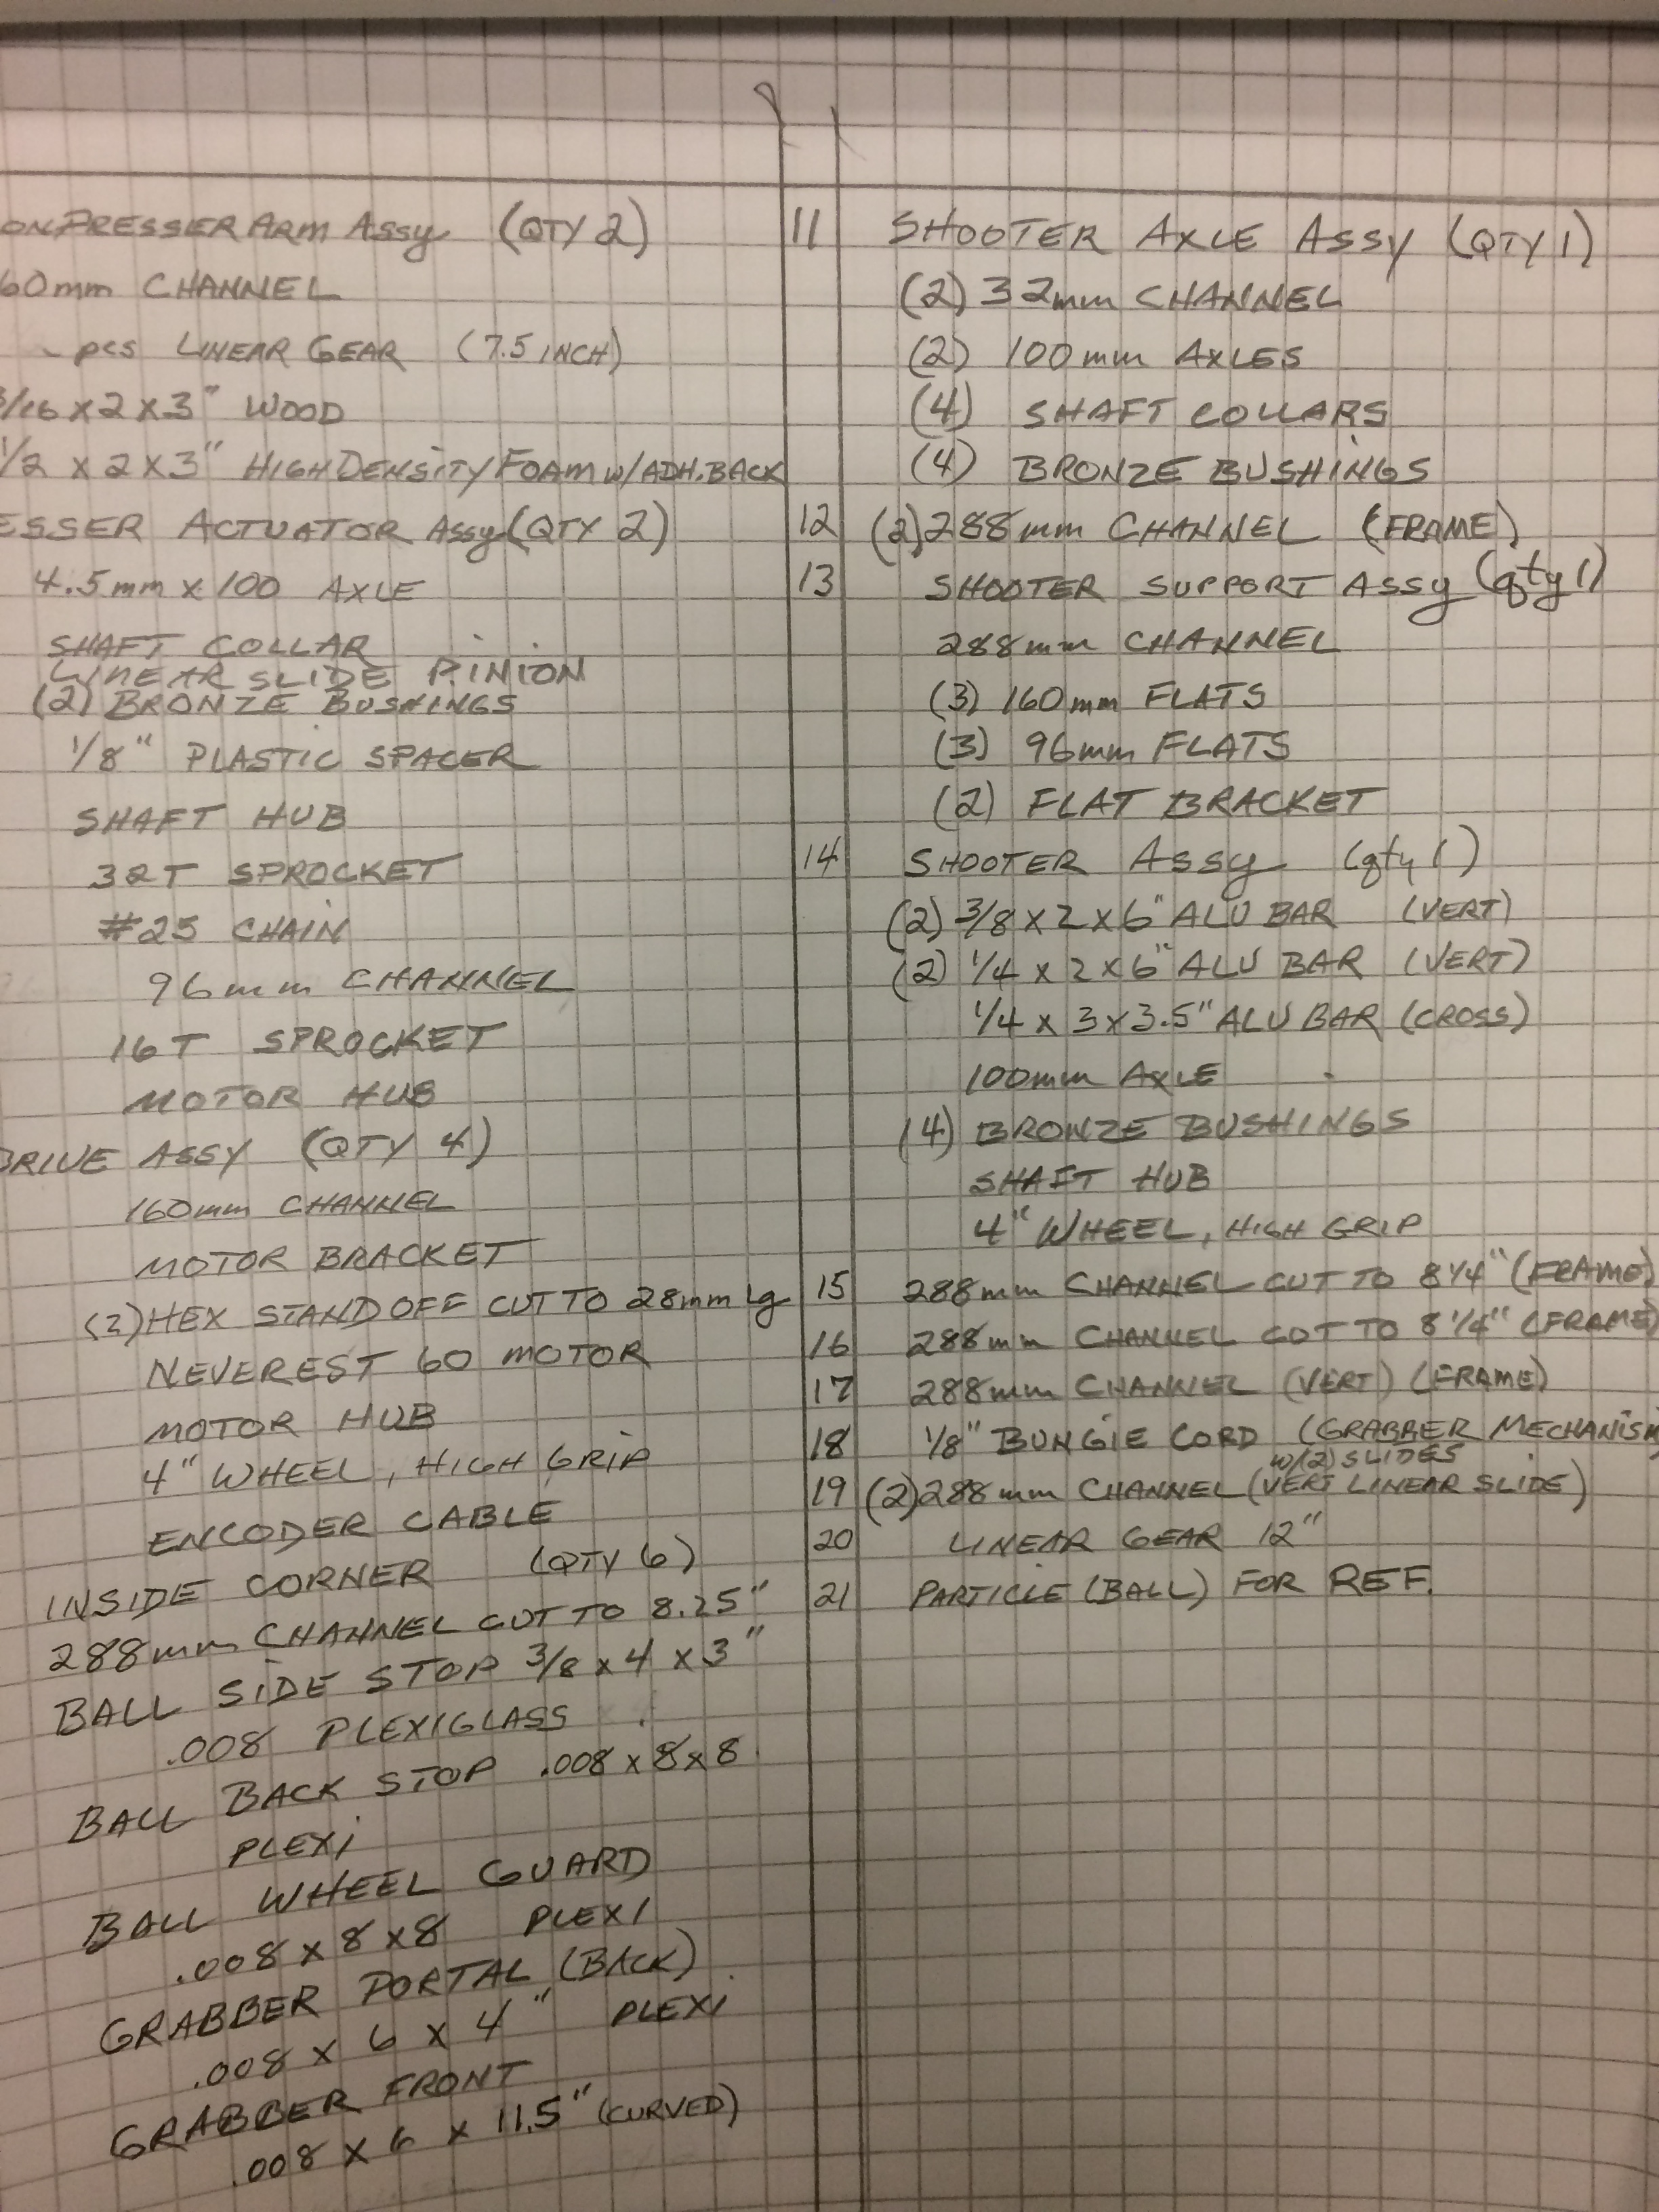 ONPRESSER ARM ASSY (QTY 2)
60mm CHANNEL
pcs LINEAR GEAR (7.5 INCH)
3/16 x 2 x 3" WOOD
1/2 x 2 x 3" HIGH DENSITY FOAM W/ADH. BACK
ESSER ACTUATOR ASSY (QTY 2)
4.5mm x 100 AXLE
SHAFT COLLAR
LINEAR SLIDE PINION
(2) BRONZE BUSHINGS
1/8" PLASTIC SPACER
SHAFT HUB
32T SPROCKET
#25 CHAIN
96mm CHANNEL
16T SPROCKET
MOTOR HUB
DRIVE ASSY (QTY 4)
160mm CHANNEL
MOTOR BRACKET
(2) HEX STANDOFF CUT TO 28mm Lg
NEVEREST 60 MOTOR
MOTOR HUB
4" WHEEL, HIGH GRIP
ENCODER CABLE
INSIDE CORNER (QTY 6)
288mm CHANNEL CUT TO 8.25"
BALL SIDE STOP 3/8 x 4 x 3"
.008 PLEXIGLASS
BALL BACK STOP .008 x 8 x 8
PLEXI
BALL WHEEL GUARD
.008 x 8 x 8 PLEXI
GRABBER PORTAL (BACK)
.008 x 6 x 4" PLEXI
GRABBER FRONT
.008 x 6 x 11.5" (CURVED)
11 SHOOTER AXLE ASSY (QTY 1)
(2) 32mm CHANNEL
(2) 100mm AXLES
(4) SHAFT COLLARS
(4) BRONZE BUSHINGS
12 (2) 288mm CHANNEL (FRAME)
13 SHOOTER SUPPORT ASSY (qty 1)
288mm CHANNEL
(3) 160mm FLATS
(3) 96mm FLATS
(2) FLAT BRACKET
14 SHOOTER ASSY (qty 1)
(2) 3/8 x 2 x 6" ALU BAR (VERT)
(2) 1/4 x 2 x 6" ALU BAR (VERT)
1/4 x 3 x 3.5" ALU BAR (CROSS)
100mm AXLE
(4) BRONZE BUSHINGS
SHAFT HUB
4" WHEEL, HIGH GRIP
15 288mm CHANNEL CUT TO 8 1/4" (FRAME)
16 288mm CHANNEL CUT TO 8 1/4" (FRAME)
17 288mm CHANNEL (VERT) (FRAME)
18 1/8" BUNGIE CORD (GRABBER MECHANISM
w/(2) SLIDES
19 (2) 288mm CHANNEL (VERT LINEAR SLIDE)
20 LINEAR GEAR 12"
21 PARTICLE (BALL) FOR REF.